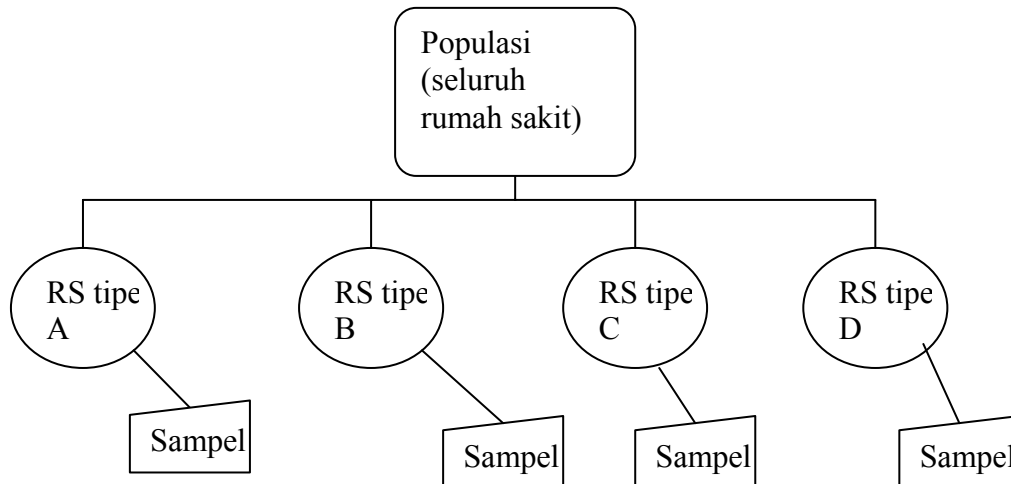 Populasi
(seluruh
rumah sakit)
RS tipe
A
RS tipe
B
RS tipe
C
RS tipe
D
Sampel
Sampel
Sampel
Sampel